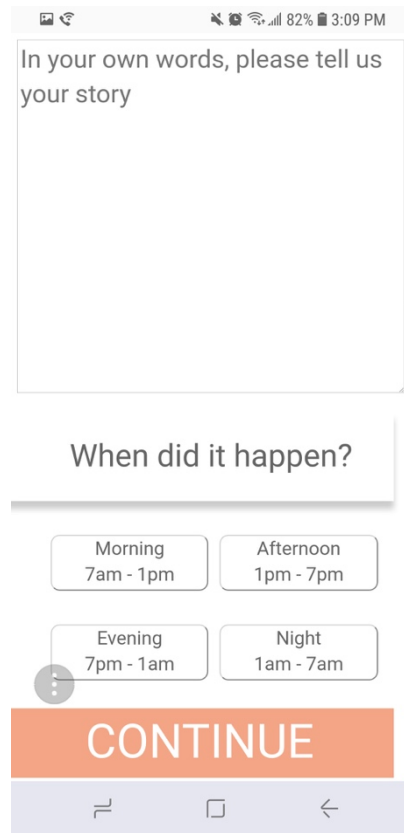 82% 3:09 PM
In your own words, please tell us
your story
When did it happen?
Morning
7am - 1pm
Afternoon
1pm - 7pm
Evening
7pm - 1am
Night
1am - 7am
CONTINUE